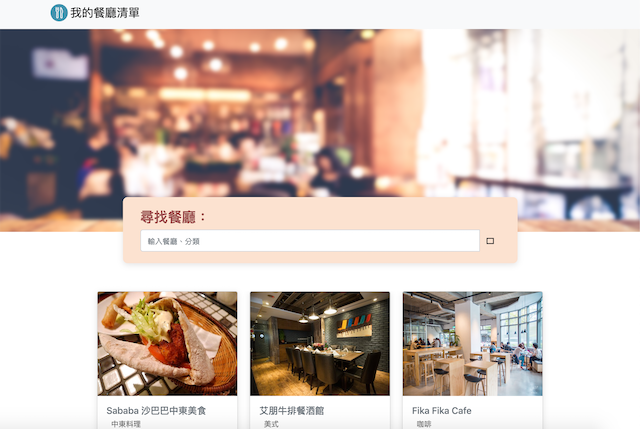 我的餐廳清單
尋找餐廳：
輸入餐廳、分類
Sababa 沙巴巴中東美食
中東料理
艾朋牛排餐酒館
美式
Fika Fika Cafe
咖啡